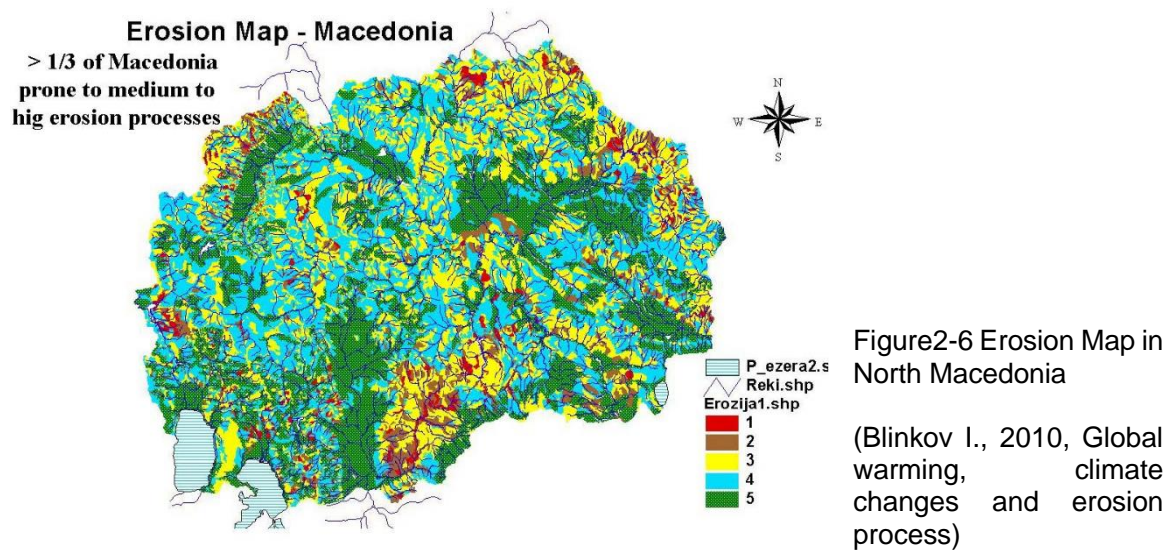 Erosion Map - Macedonia
> 1/3 of Macedonia
prone to medium to
hig erosion processes
N
W E
S
P_ezera2.s
Reki.shp
Erozija1.shp
1
2
3
4
5
Figure2-6 Erosion Map in
North Macedonia
(Blinkov I., 2010, Global
warming, climate
changes and erosion
process)